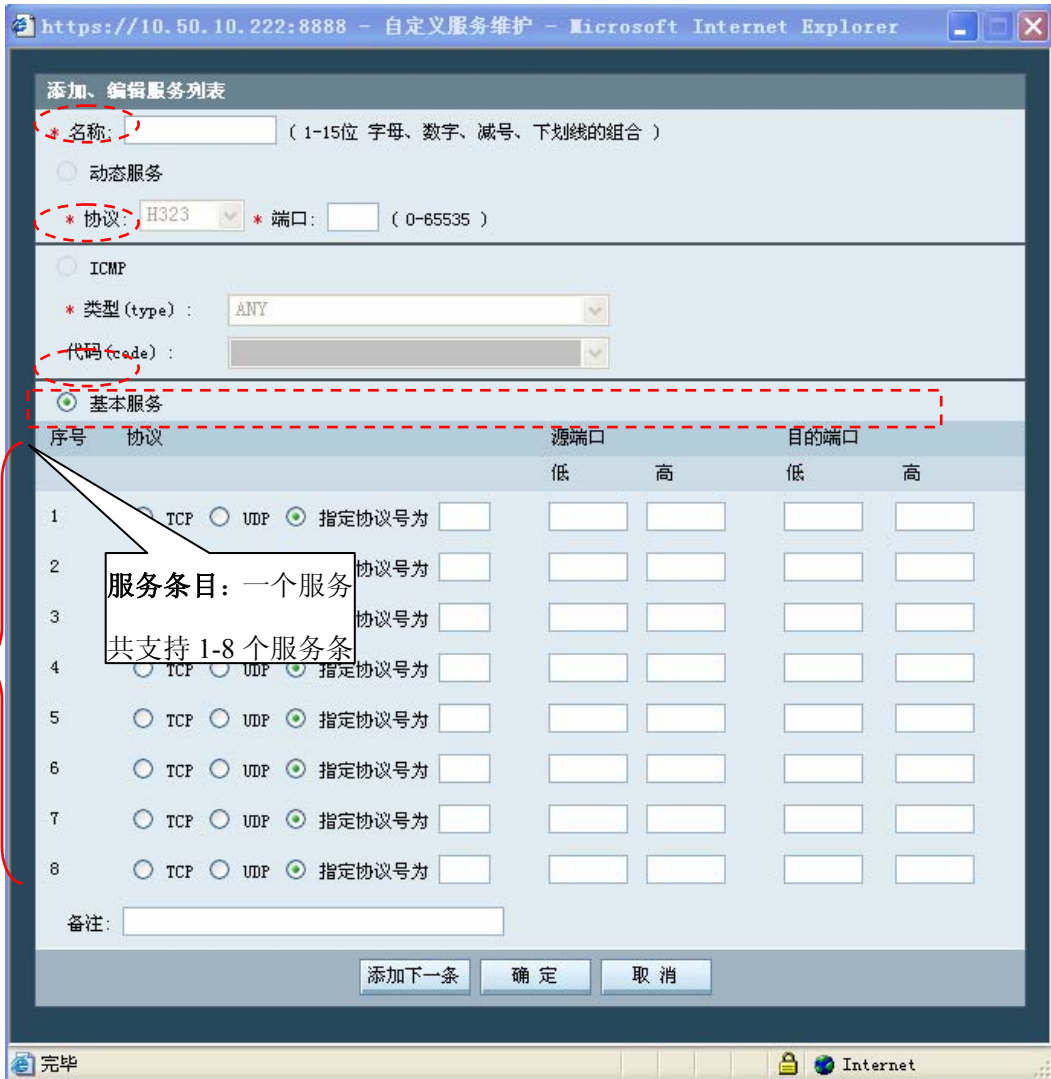 https://10.50.10.222:8888 - 自定义服务维护 - Microsoft Internet Explorer
添加、编辑服务列表
* 名称: ( 1-15位 字母、数字、减号、下划线的组合 )
动态服务
* 协议: H323 * 端口: ( 0-65535 )
ICMP
* 类型(type) : ANY
代码(code) :
基本服务
序号 协议 源端口 目的端口
低 高 低 高
1 TCP UDP 指定协议号为
2 协议号为
3 协议号为
服务条目：一个服务
共支持 1-8 个服务条
4 TCP UDP 指定协议号为
5 TCP UDP 指定协议号为
6 TCP UDP 指定协议号为
7 TCP UDP 指定协议号为
8 TCP UDP 指定协议号为
备注:
添加下一条 确 定 取 消
完毕 Internet